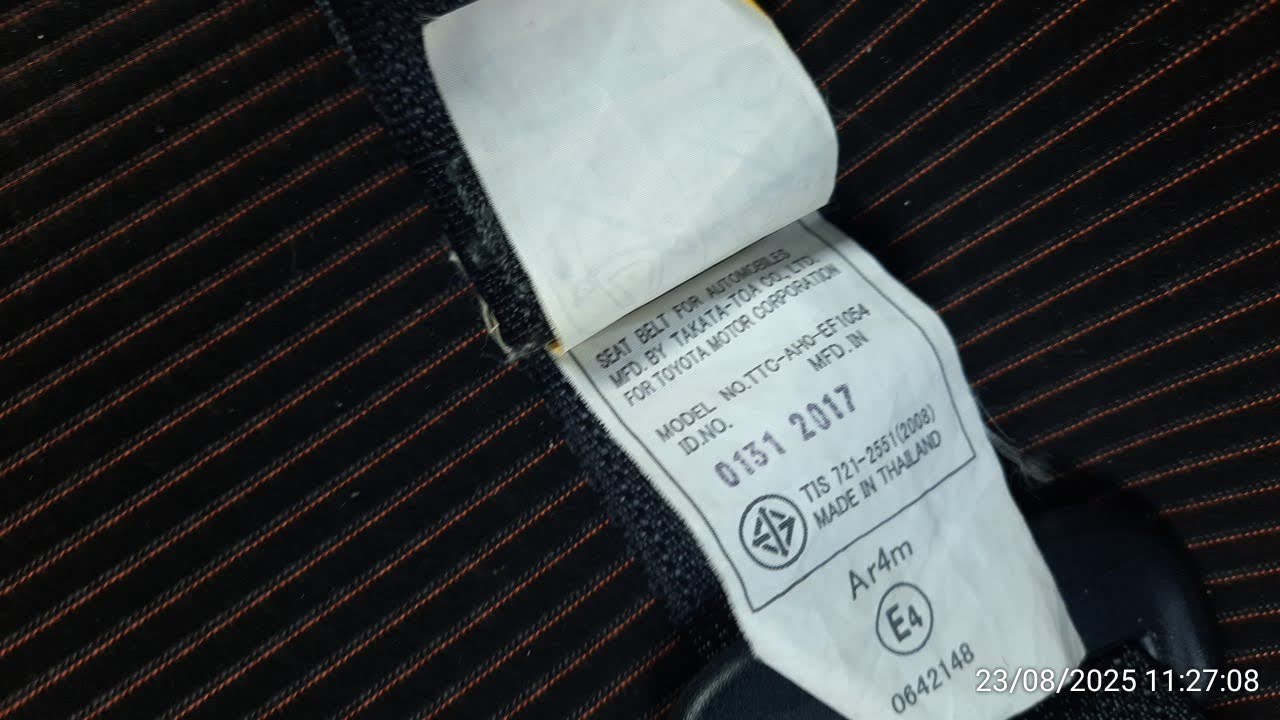 SEAT BELT FOR AUTOMOBILES
MFD. BY TAKATA-TOA CO., LTD.
FOR TOYOTA MOTOR CORPORATION
MODEL NO.TTC-AH0-EF1054
ID.NO. MFD. IN
0131 2017
TIS 721-2551(2008)
MADE IN THAILAND
Ar4m
E4
0642148
23/08/2025 11:27:08